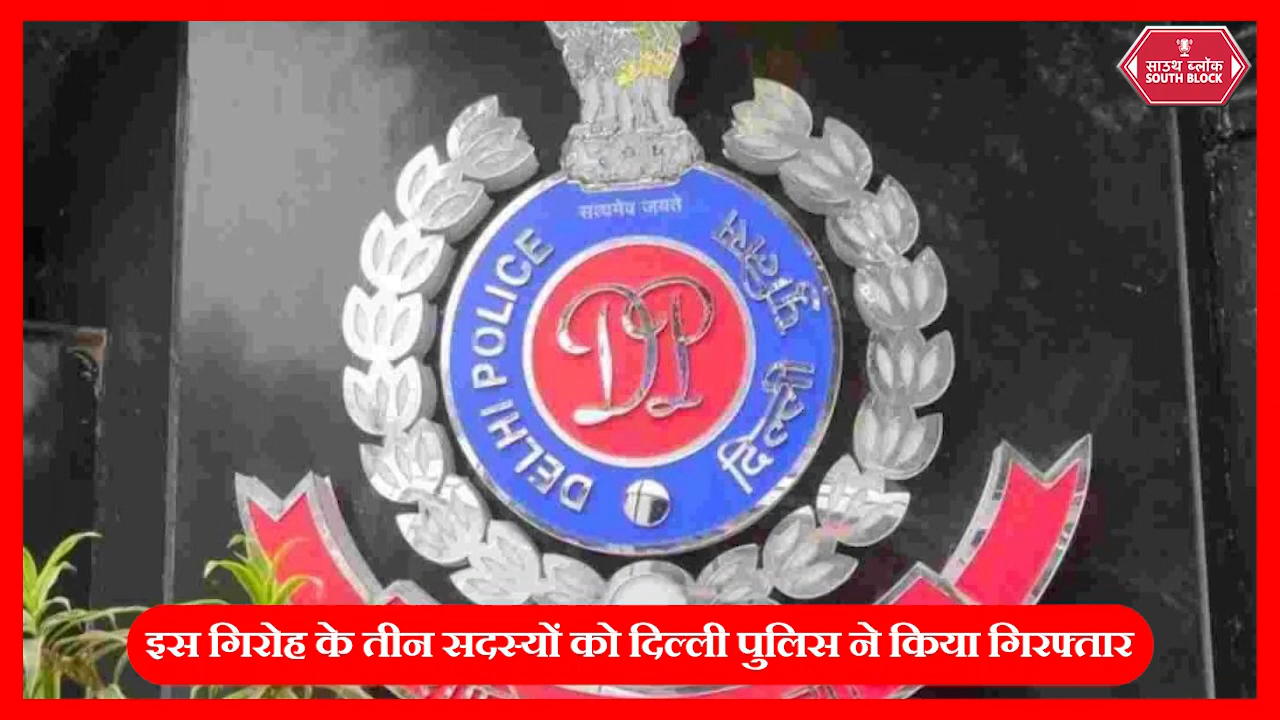 साउथ ब्लॉक
SOUTH BLOCK
सत्यमेव जयते
DELHI POLICE
दिल्ली पुलिस
DP
इस गिरोह के तीन सदस्यों को दिल्ली पुलिस ने किया गिरफ्तार